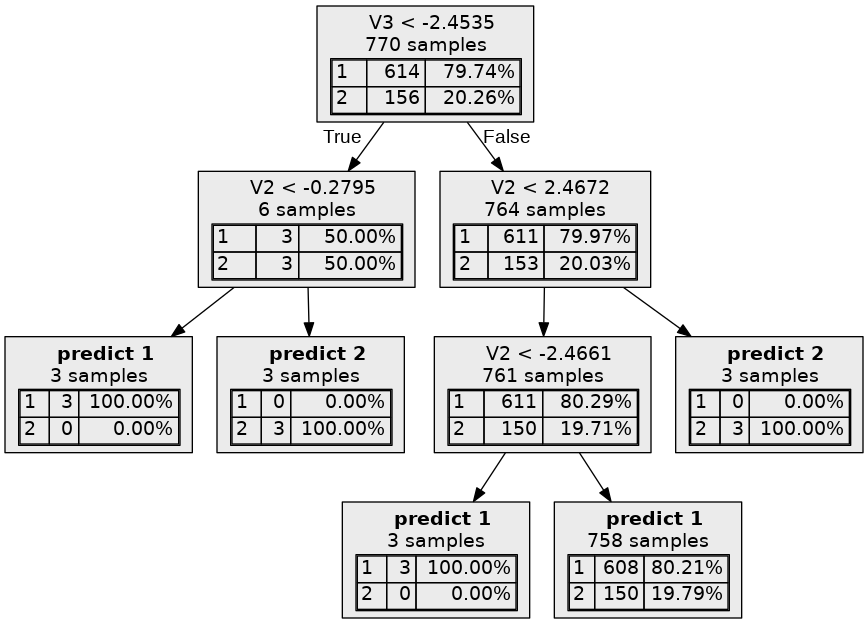 V3 < -2.4535
770 samples
1 614 79.74%
2 156 20.26%
True False
V2 < -0.2795
6 samples
1 3 50.00%
2 3 50.00%
V2 < 2.4672
764 samples
1 611 79.97%
2 153 20.03%
predict 1
3 samples
1 3 100.00%
2 0 0.00%
predict 2
3 samples
1 0 0.00%
2 3 100.00%
V2 < -2.4661
761 samples
1 611 80.29%
2 150 19.71%
predict 2
3 samples
1 0 0.00%
2 3 100.00%
predict 1
3 samples
1 3 100.00%
2 0 0.00%
predict 1
758 samples
1 608 80.21%
2 150 19.79%